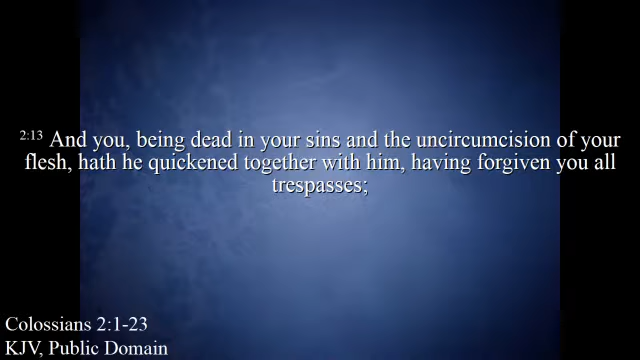 2:13 And you, being dead in your sins and the uncircumcision of your
flesh, hath he quickened together with him, having forgiven you all
trespasses;
Colossians 2:1-23
KJV, Public Domain